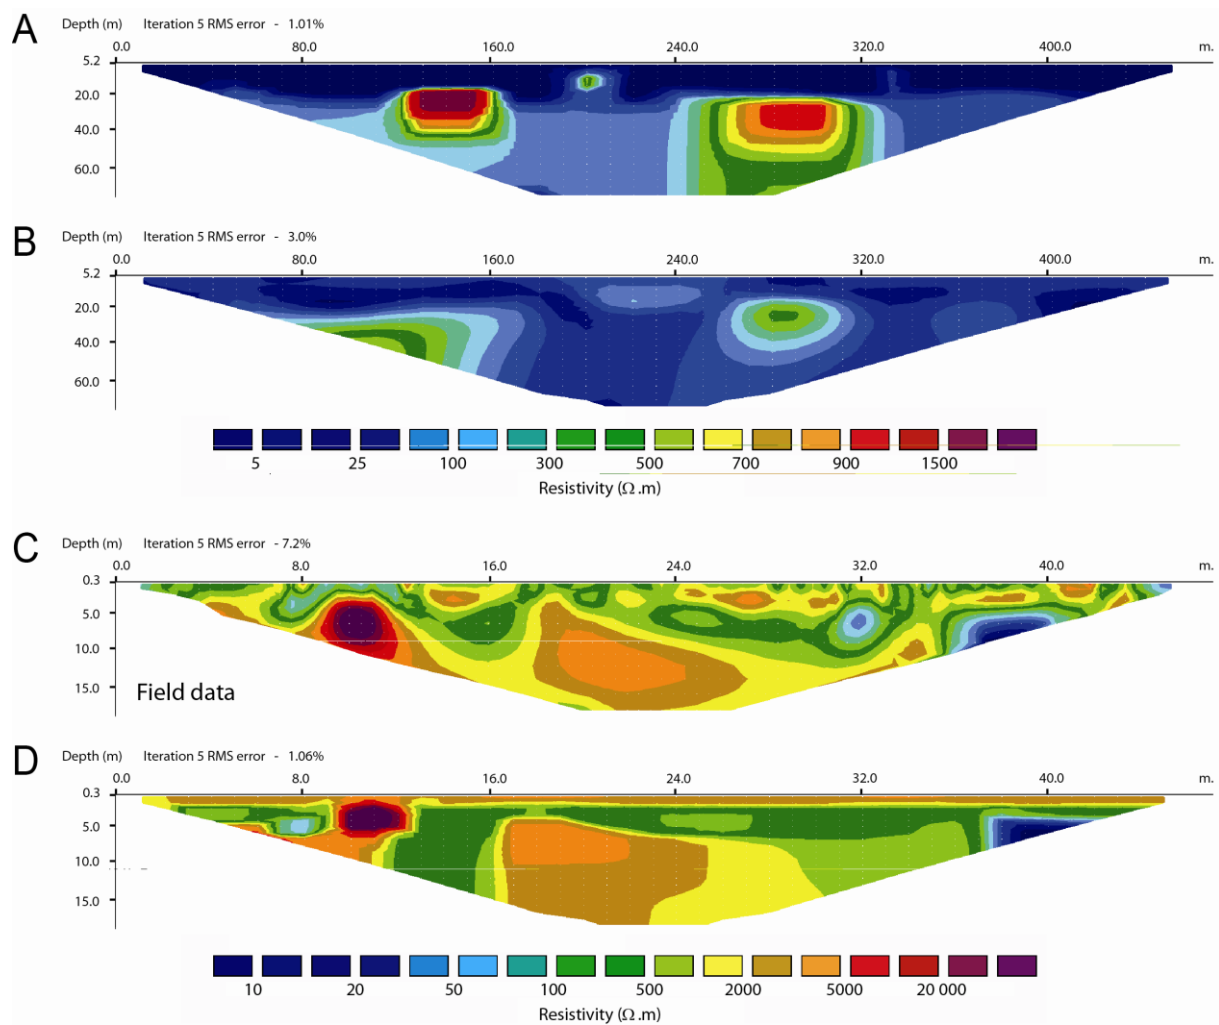 A
Depth (m) Iteration 5 RMS error - 1.01%
0.0 80.0 160.0 240.0 320.0 400.0 m.
5.2
20.0
40.0
60.0
B
Depth (m) Iteration 5 RMS error - 3.0%
0.0 80.0 160.0 240.0 320.0 400.0 m.
5.2
20.0
40.0
60.0
5 25 100 300 500 700 900 1500
Resistivity (Ω .m)
C
Depth (m) Iteration 5 RMS error - 7.2%
0.0 8.0 16.0 24.0 32.0 40.0 m.
0.3
5.0
10.0
15.0
Field data
D
Depth (m) Iteration 5 RMS error - 1.06%
0.0 8.0 16.0 24.0 32.0 40.0 m.
0.3
5.0
10.0
15.0
10 20 50 100 500 2000 5000 20 000
Resistivity (Ω .m)